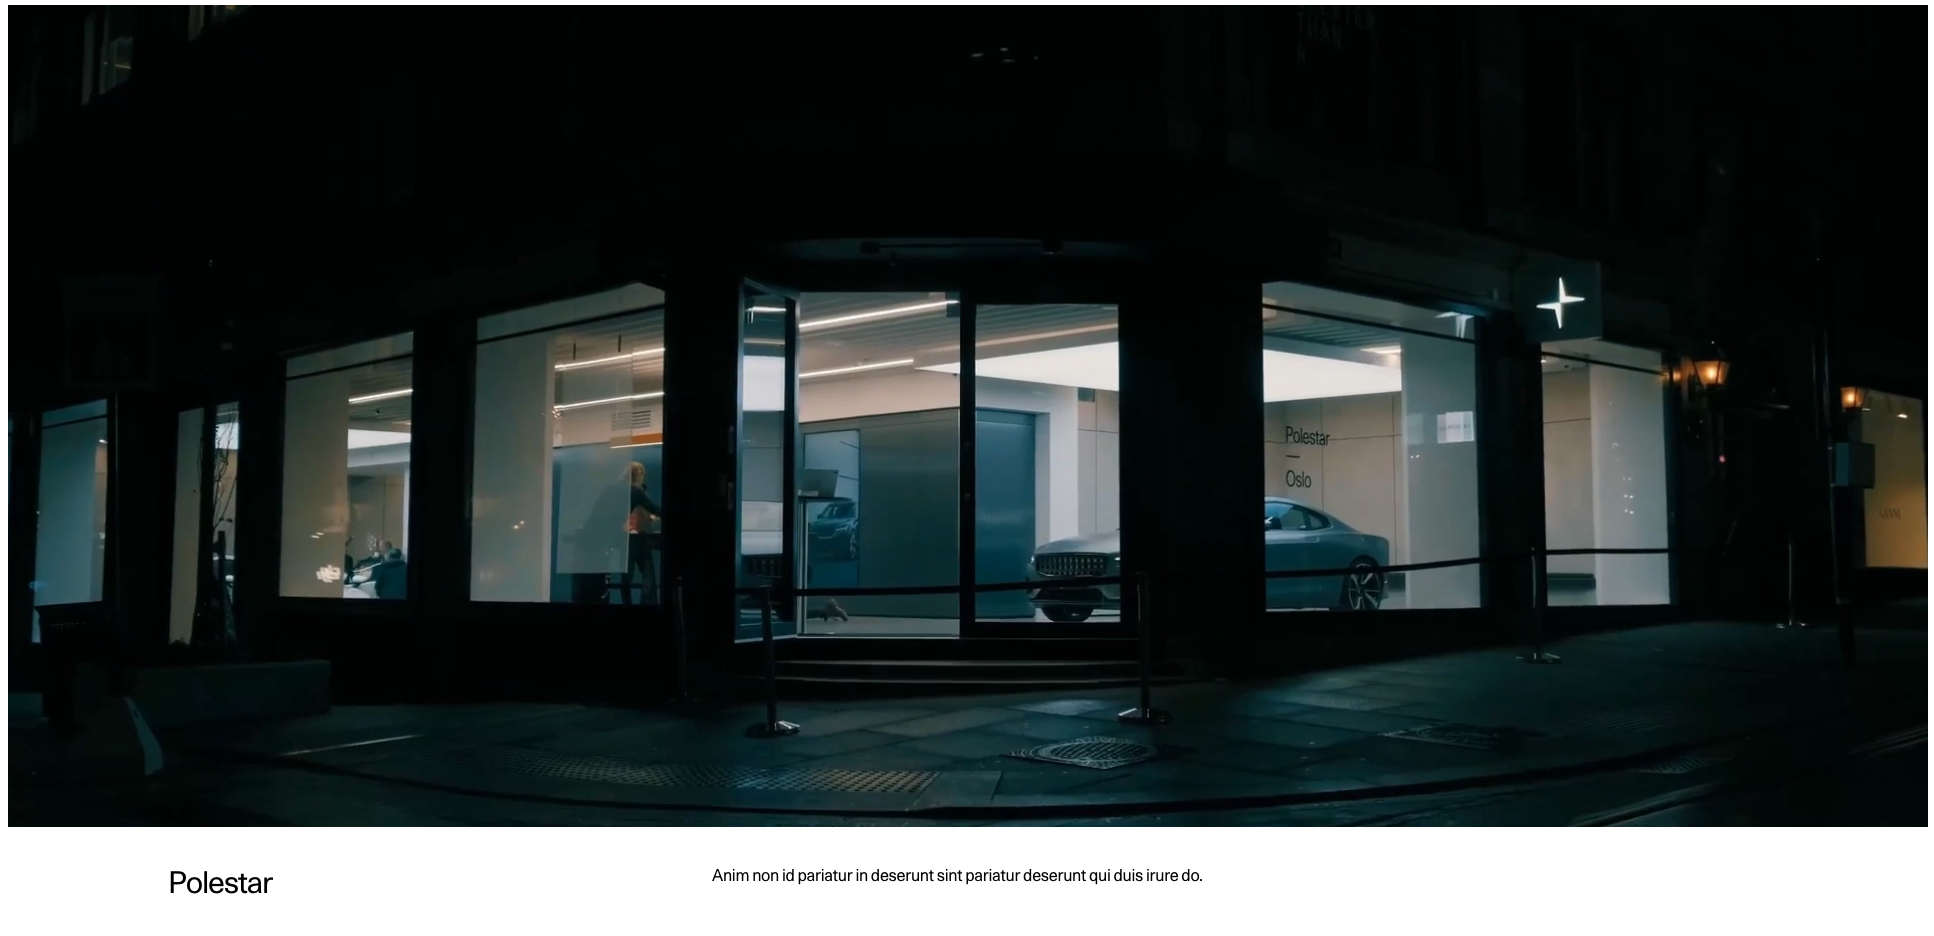 Polestar
Oslo
Polestar
Anim non id pariatur in deserunt sint pariatur deserunt qui duis irure do.